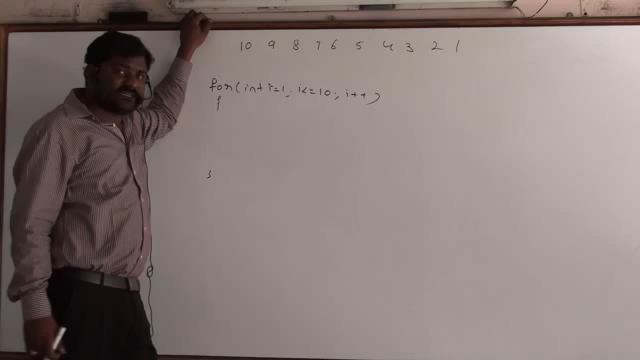 10 9 8 7 6 5 4 3 2 1
for(int i=1; i<=10; i++)
{
}